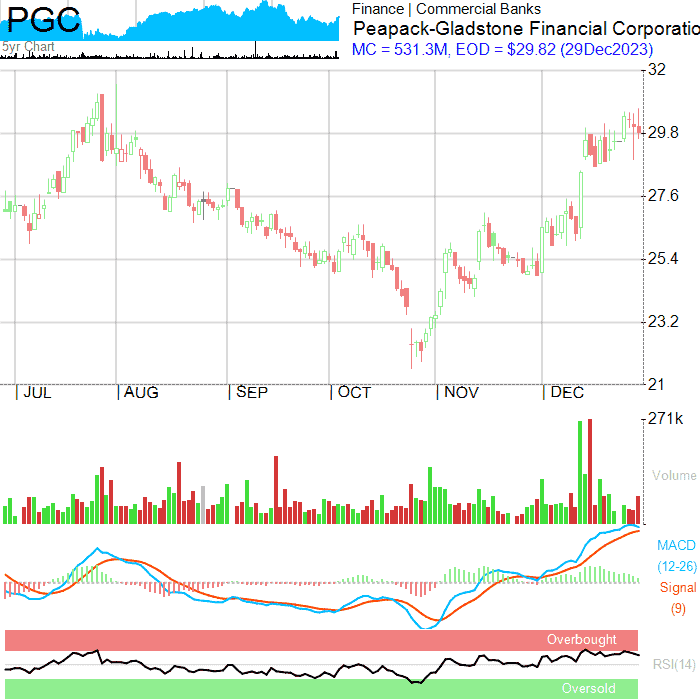 PGC
5yr Chart
Finance | Commercial Banks
Peapack-Gladstone Financial Corporatio
MC = 531.3M, EOD = $29.82 (29Dec2023)
32
29.8
27.6
25.4
23.2
21
| JUL | AUG | SEP | OCT | NOV | DEC
271k
Volume
MACD
(12-26)
Signal
(9)
Overbought
RSI(14)
Oversold